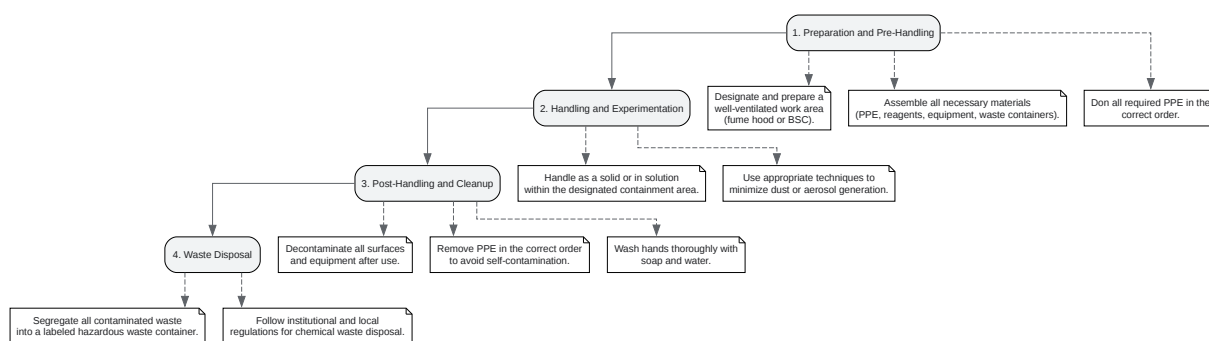 1. Preparation and Pre-Handling
2. Handling and Experimentation
Designate and prepare a
well-ventilated work area
(fume hood or BSC).
Assemble all necessary materials
(PPE, reagents, equipment, waste containers).
Don all required PPE in the
correct order.
3. Post-Handling and Cleanup
Handle as a solid or in solution
within the designated containment area.
Use appropriate techniques to
minimize dust or aerosol generation.
4. Waste Disposal
Decontaminate all surfaces
and equipment after use.
Remove PPE in the correct order
to avoid self-contamination.
Wash hands thoroughly with
soap and water.
Segregate all contaminated waste
into a labeled hazardous waste container.
Follow institutional and local
regulations for chemical waste disposal.